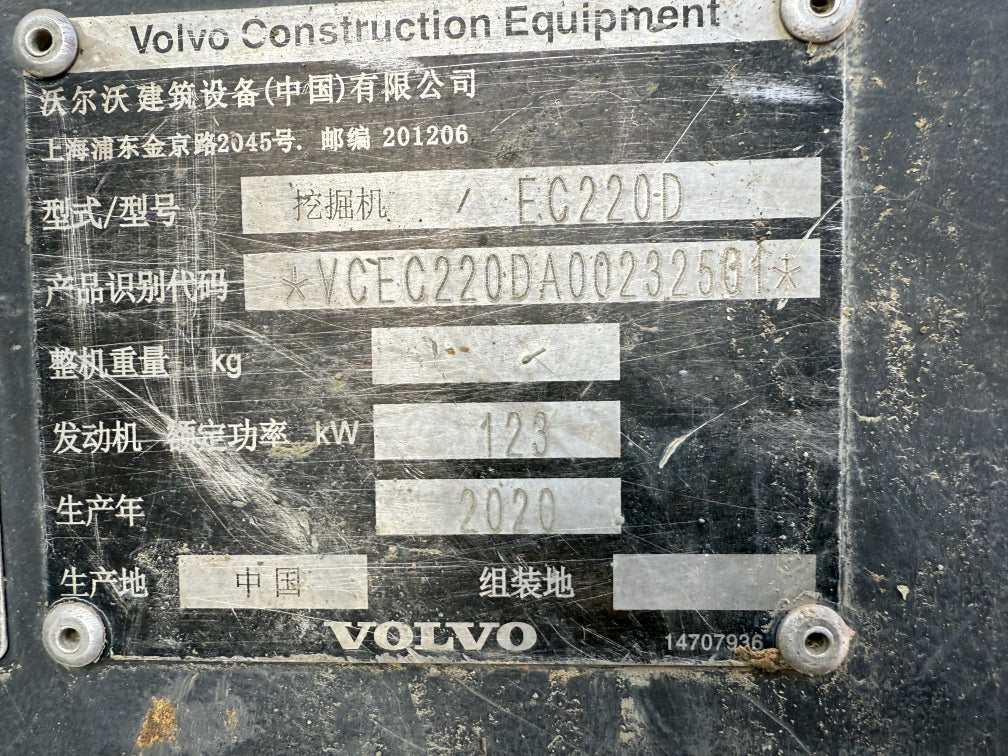 Volvo Construction Equipment
沃尔沃建筑设备(中国)有限公司
上海浦东金京路2045号. 邮编 201206
型式/型号 挖掘机 / EC220D
产品识别代码 *VCEC220DA00232501*
整机重量 kg
发动机 额定功率 kW 123
生产年 2020
生产地 中国 组装地
VOLVO 14707936